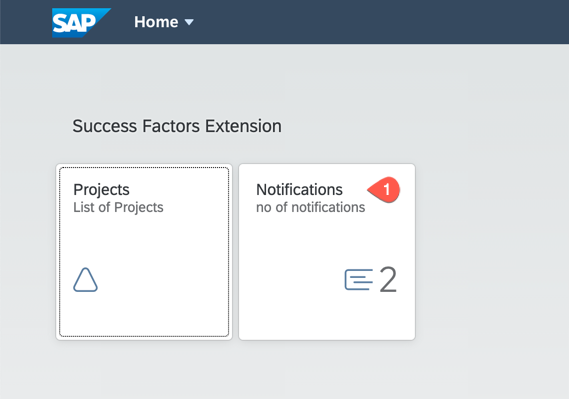 SAP
Home
Success Factors Extension
Projects
List of Projects
Notifications
1
no of notifications
2